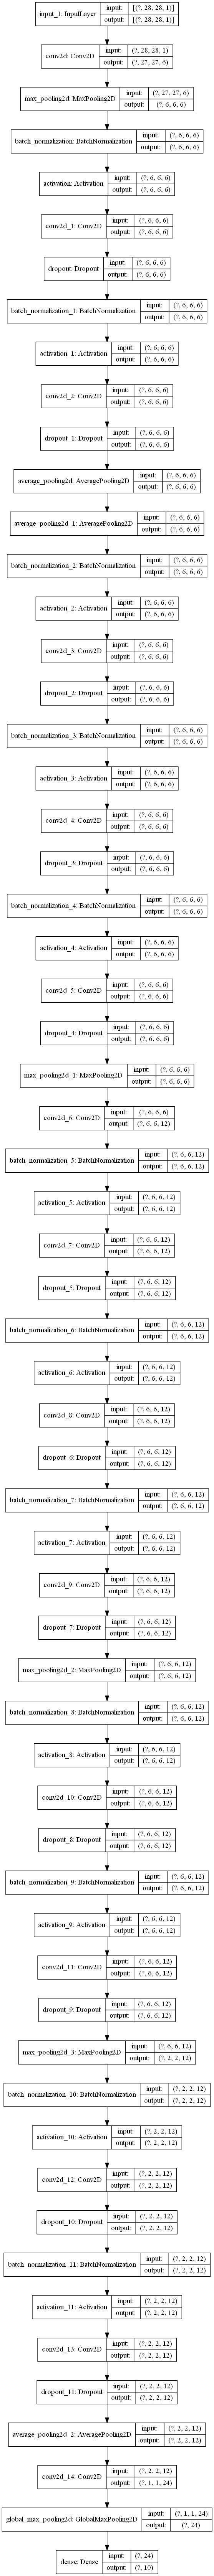 input_1: InputLayer
input: [(?, 28, 28, 1)]
output: [(?, 28, 28, 1)]
conv2d: Conv2D
input: (?, 28, 28, 1)
output: (?, 27, 27, 6)
max_pooling2d: MaxPooling2D
input: (?, 27, 27, 6)
output: (?, 6, 6, 6)
batch_normalization: BatchNormalization
input: (?, 6, 6, 6)
output: (?, 6, 6, 6)
activation: Activation
input: (?, 6, 6, 6)
output: (?, 6, 6, 6)
conv2d_1: Conv2D
input: (?, 6, 6, 6)
output: (?, 6, 6, 6)
dropout: Dropout
input: (?, 6, 6, 6)
output: (?, 6, 6, 6)
batch_normalization_1: BatchNormalization
input: (?, 6, 6, 6)
output: (?, 6, 6, 6)
activation_1: Activation
input: (?, 6, 6, 6)
output: (?, 6, 6, 6)
conv2d_2: Conv2D
input: (?, 6, 6, 6)
output: (?, 6, 6, 6)
dropout_1: Dropout
input: (?, 6, 6, 6)
output: (?, 6, 6, 6)
average_pooling2d: AveragePooling2D
input: (?, 6, 6, 6)
output: (?, 6, 6, 6)
average_pooling2d_1: AveragePooling2D
input: (?, 6, 6, 6)
output: (?, 6, 6, 6)
batch_normalization_2: BatchNormalization
input: (?, 6, 6, 6)
output: (?, 6, 6, 6)
activation_2: Activation
input: (?, 6, 6, 6)
output: (?, 6, 6, 6)
conv2d_3: Conv2D
input: (?, 6, 6, 6)
output: (?, 6, 6, 6)
dropout_2: Dropout
input: (?, 6, 6, 6)
output: (?, 6, 6, 6)
batch_normalization_3: BatchNormalization
input: (?, 6, 6, 6)
output: (?, 6, 6, 6)
activation_3: Activation
input: (?, 6, 6, 6)
output: (?, 6, 6, 6)
conv2d_4: Conv2D
input: (?, 6, 6, 6)
output: (?, 6, 6, 6)
dropout_3: Dropout
input: (?, 6, 6, 6)
output: (?, 6, 6, 6)
batch_normalization_4: BatchNormalization
input: (?, 6, 6, 6)
output: (?, 6, 6, 6)
activation_4: Activation
input: (?, 6, 6, 6)
output: (?, 6, 6, 6)
conv2d_5: Conv2D
input: (?, 6, 6, 6)
output: (?, 6, 6, 6)
dropout_4: Dropout
input: (?, 6, 6, 6)
output: (?, 6, 6, 6)
max_pooling2d_1: MaxPooling2D
input: (?, 6, 6, 6)
output: (?, 6, 6, 6)
conv2d_6: Conv2D
input: (?, 6, 6, 6)
output: (?, 6, 6, 12)
batch_normalization_5: BatchNormalization
input: (?, 6, 6, 12)
output: (?, 6, 6, 12)
activation_5: Activation
input: (?, 6, 6, 12)
output: (?, 6, 6, 12)
conv2d_7: Conv2D
input: (?, 6, 6, 12)
output: (?, 6, 6, 12)
dropout_5: Dropout
input: (?, 6, 6, 12)
output: (?, 6, 6, 12)
batch_normalization_6: BatchNormalization
input: (?, 6, 6, 12)
output: (?, 6, 6, 12)
activation_6: Activation
input: (?, 6, 6, 12)
output: (?, 6, 6, 12)
conv2d_8: Conv2D
input: (?, 6, 6, 12)
output: (?, 6, 6, 12)
dropout_6: Dropout
input: (?, 6, 6, 12)
output: (?, 6, 6, 12)
batch_normalization_7: BatchNormalization
input: (?, 6, 6, 12)
output: (?, 6, 6, 12)
activation_7: Activation
input: (?, 6, 6, 12)
output: (?, 6, 6, 12)
conv2d_9: Conv2D
input: (?, 6, 6, 12)
output: (?, 6, 6, 12)
dropout_7: Dropout
input: (?, 6, 6, 12)
output: (?, 6, 6, 12)
max_pooling2d_2: MaxPooling2D
input: (?, 6, 6, 12)
output: (?, 6, 6, 12)
batch_normalization_8: BatchNormalization
input: (?, 6, 6, 12)
output: (?, 6, 6, 12)
activation_8: Activation
input: (?, 6, 6, 12)
output: (?, 6, 6, 12)
conv2d_10: Conv2D
input: (?, 6, 6, 12)
output: (?, 6, 6, 12)
dropout_8: Dropout
input: (?, 6, 6, 12)
output: (?, 6, 6, 12)
batch_normalization_9: BatchNormalization
input: (?, 6, 6, 12)
output: (?, 6, 6, 12)
activation_9: Activation
input: (?, 6, 6, 12)
output: (?, 6, 6, 12)
conv2d_11: Conv2D
input: (?, 6, 6, 12)
output: (?, 6, 6, 12)
dropout_9: Dropout
input: (?, 6, 6, 12)
output: (?, 6, 6, 12)
max_pooling2d_3: MaxPooling2D
input: (?, 6, 6, 12)
output: (?, 2, 2, 12)
batch_normalization_10: BatchNormalization
input: (?, 2, 2, 12)
output: (?, 2, 2, 12)
activation_10: Activation
input: (?, 2, 2, 12)
output: (?, 2, 2, 12)
conv2d_12: Conv2D
input: (?, 2, 2, 12)
output: (?, 2, 2, 12)
dropout_10: Dropout
input: (?, 2, 2, 12)
output: (?, 2, 2, 12)
batch_normalization_11: BatchNormalization
input: (?, 2, 2, 12)
output: (?, 2, 2, 12)
activation_11: Activation
input: (?, 2, 2, 12)
output: (?, 2, 2, 12)
conv2d_13: Conv2D
input: (?, 2, 2, 12)
output: (?, 2, 2, 12)
dropout_11: Dropout
input: (?, 2, 2, 12)
output: (?, 2, 2, 12)
average_pooling2d_2: AveragePooling2D
input: (?, 2, 2, 12)
output: (?, 2, 2, 12)
conv2d_14: Conv2D
input: (?, 2, 2, 12)
output: (?, 1, 1, 24)
global_max_pooling2d: GlobalMaxPooling2D
input: (?, 1, 1, 24)
output: (?, 24)
dense: Dense
input: (?, 24)
output: (?, 10)